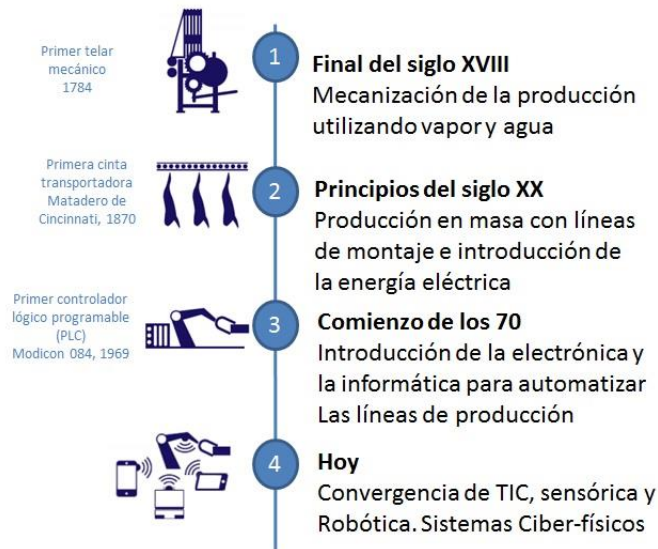 Primer telar
mecánico
1784
1
Final del siglo XVIII
Mecanización de la producción
utilizando vapor y agua
Primera cinta
transportadora
Matadero de
Cincinnati, 1870
2
Principios del siglo XX
Producción en masa con líneas
de montaje e introducción de
la energía eléctrica
Primer controlador
lógico programable
(PLC)
Modicon 084, 1969
3
Comienzo de los 70
Introducción de la electrónica y
la informática para automatizar
Las líneas de producción
4
Hoy
Convergencia de TIC, sensórica y
Robótica. Sistemas Ciber-físicos